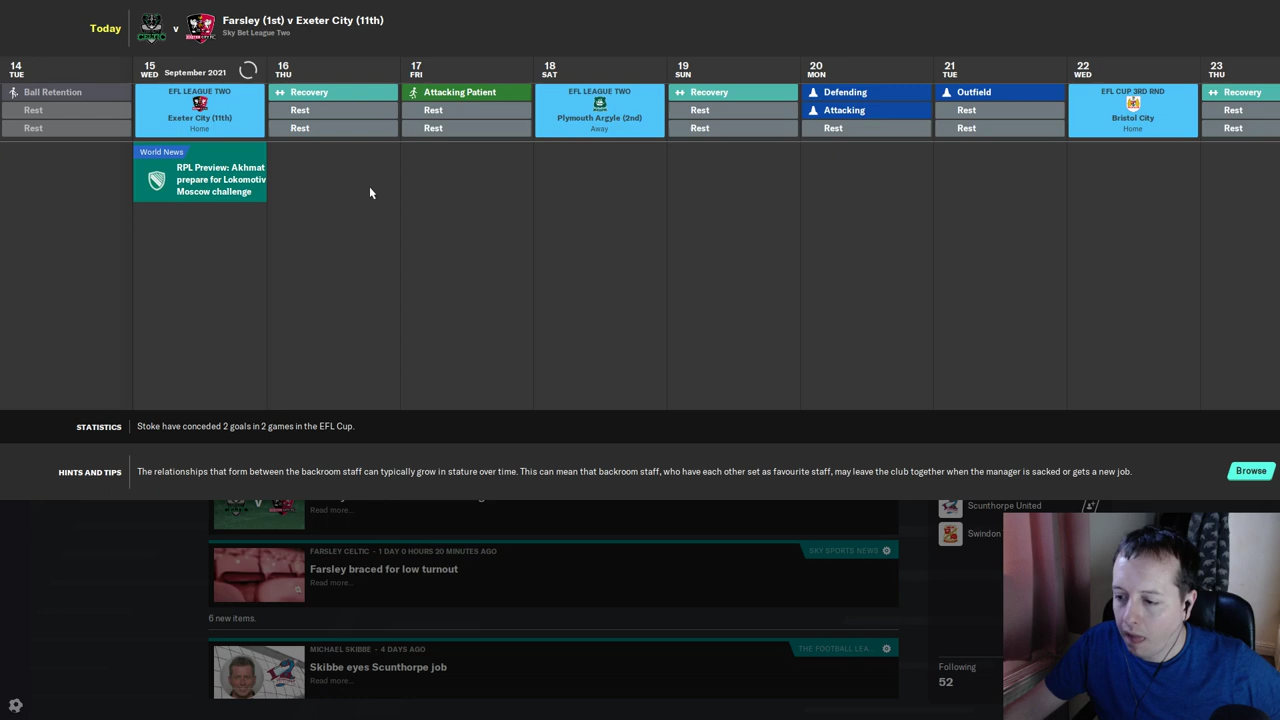 Today
v
Farsley (1st) v Exeter City (11th)
Sky Bet League Two
14
TUE
15
WED
September 2021
16
THU
17
FRI
18
SAT
19
SUN
20
MON
21
TUE
22
WED
23
THU
Ball Retention
Rest
Rest
EFL LEAGUE TWO
Exeter City (11th)
Home
Recovery
Rest
Rest
Attacking Patient
Rest
Rest
EFL LEAGUE TWO
Plymouth Argyle (2nd)
Away
Recovery
Rest
Rest
Defending
Attacking
Rest
Outfield
Rest
Rest
EFL CUP 3RD RND
Bristol City
Home
Recovery
Rest
Rest
World News
RPL Preview: Akhmat
prepare for Lokomotiv
Moscow challenge
STATISTICS
Stoke have conceded 2 goals in 2 games in the EFL Cup.
HINTS AND TIPS
The relationships that form between the backroom staff can typically grow in stature over time. This can mean that backroom staff, who have each other set as favourite staff, may leave the club together when the manager is sacked or gets a new job.
Browse
Read more...
Scunthorpe United
Swindon
FARSLEY CELTIC - 1 DAY 0 HOURS 20 MINUTES AGO
SKY SPORTS NEWS
Farsley braced for low turnout
Read more...
6 new items.
MICHAEL SKIBBE - 4 DAYS AGO
THE FOOTBALL LEA...
Skibbe eyes Scunthorpe job
Read more...
Following
52